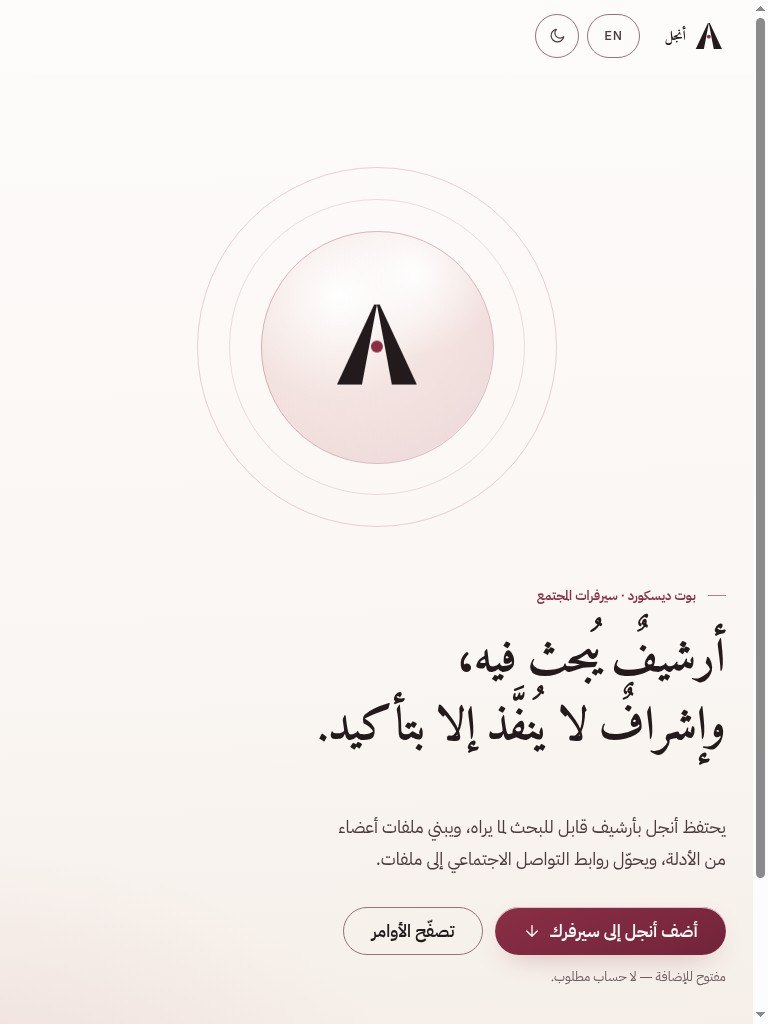 أنجل
EN
بوت ديسكورد · سيرفرات المجتمع
أرشيفٌ يُبحث فيه،
وإشرافٌ لا يُنفَّذ إلا بتأكيد.
يحتفظ أنجل بأرشيف قابل للبحث لما يراه، ويبني ملفات أعضاء
من الأدلة، ويحوّل روابط التواصل الاجتماعي إلى ملفات.
أضف أنجل إلى سيرفرك
تصفّح الأوامر
مفتوح للإضافة — لا حساب مطلوب.